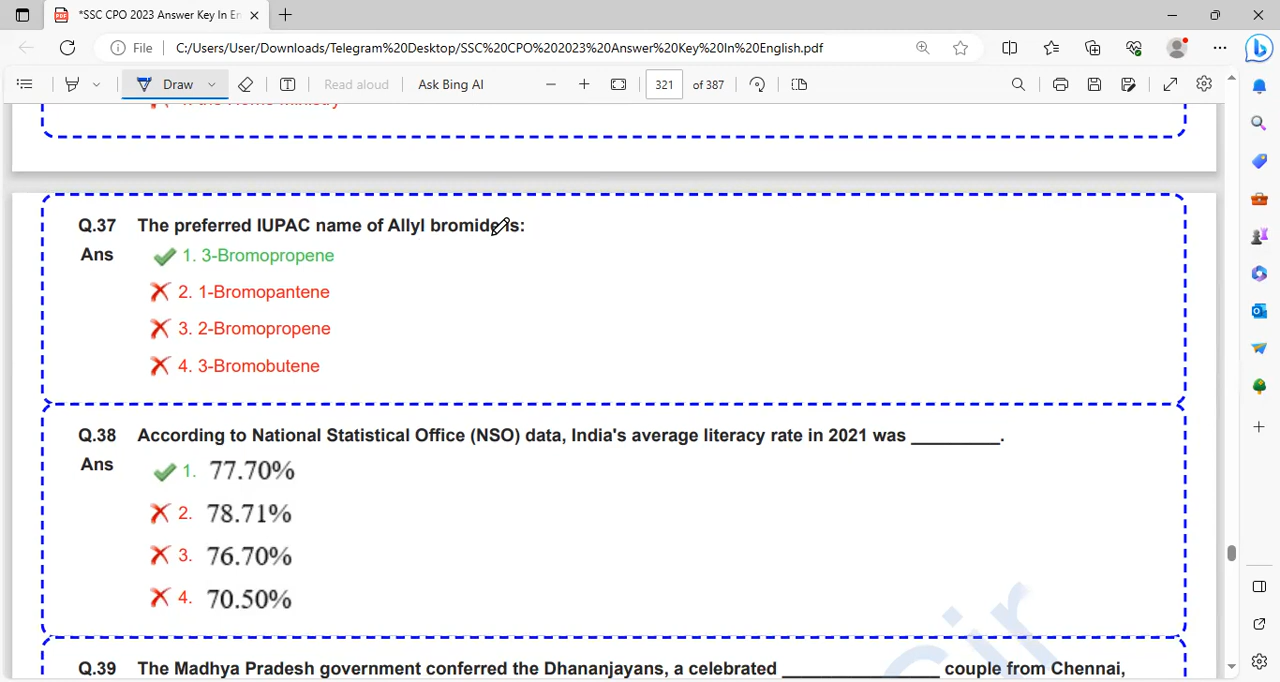 *SSC CPO 2023 Answer Key In En
File C:/Users/User/Downloads/Telegram%20Desktop/SSC%20CPO%202023%20Answer%20Key%20In%20English.pdf
Draw Read aloud Ask Bing AI 321 of 387
Q.37 The preferred IUPAC name of Allyl bromide is:
Ans 1. 3-Bromopropene
2. 1-Bromopantene
3. 2-Bromopropene
4. 3-Bromobutene
Q.38 According to National Statistical Office (NSO) data, India's average literacy rate in 2021 was _________.
Ans 1. 77.70%
2. 78.71%
3. 76.70%
4. 70.50%
Q.39 The Madhya Pradesh government conferred the Dhananjayans, a celebrated ________________ couple from Chennai,